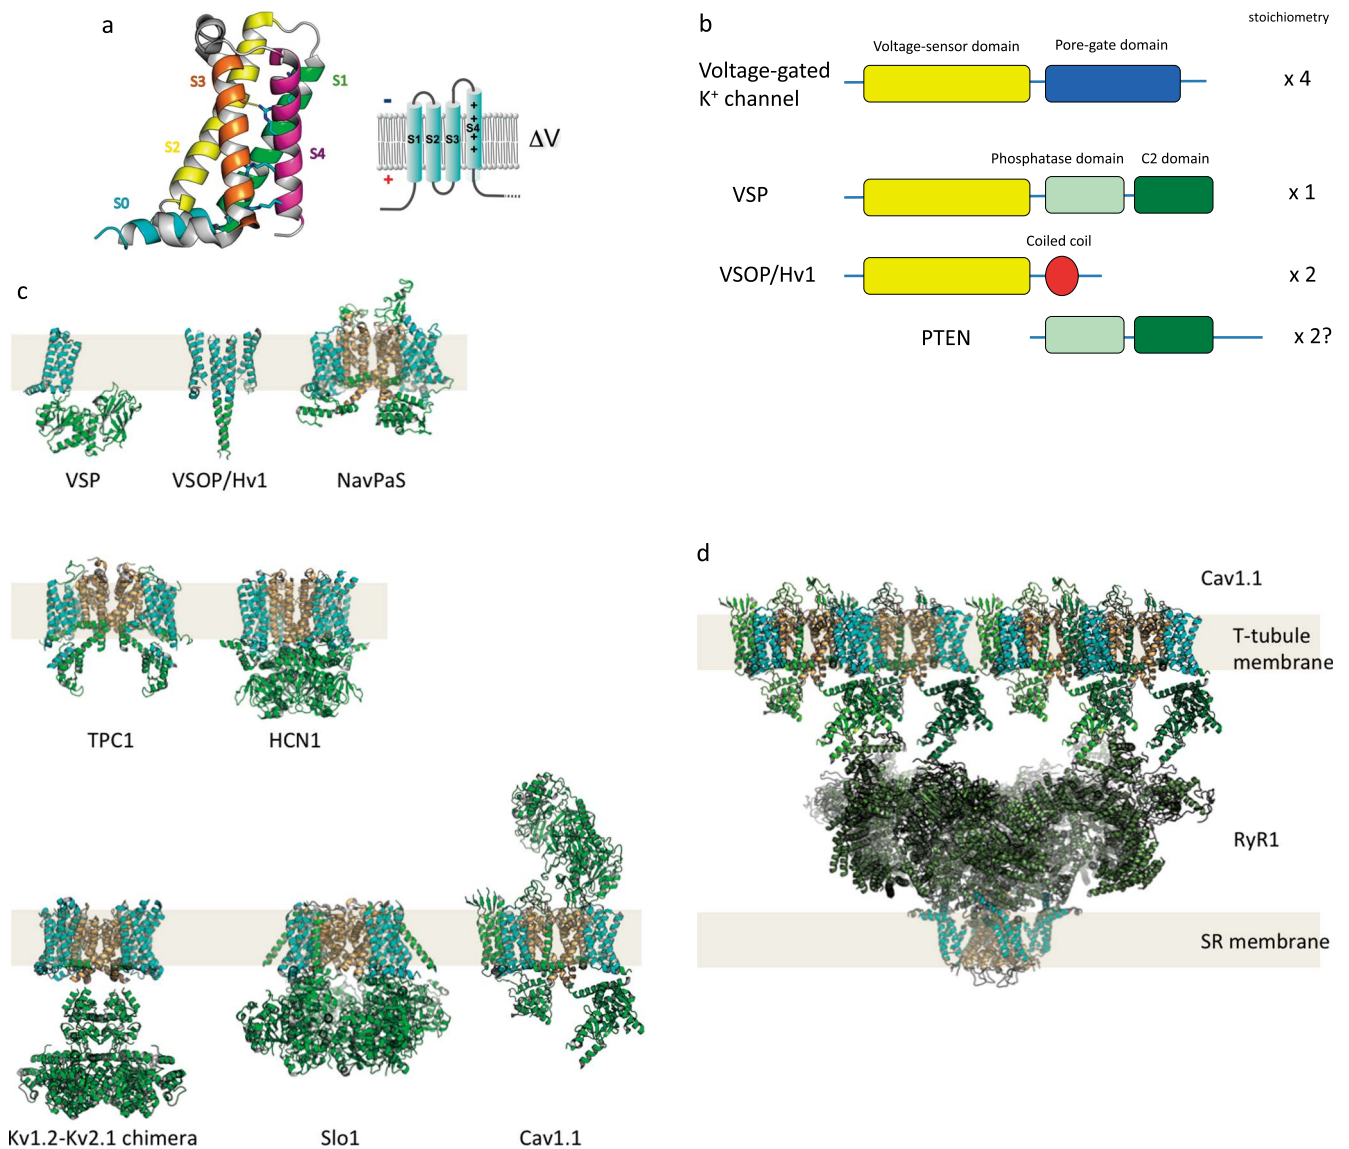 a
S3
S1
S2
S4
S0
-
+
S1
S2
S3
S4
+
+
+
+
+
ΔV
b
stoichiometry
Voltage-sensor domain
Pore-gate domain
Voltage-gated
K+ channel
x 4
Phosphatase domain
C2 domain
VSP
x 1
Coiled coil
VSOP/Hv1
x 2
PTEN
x 2?
c
VSP
VSOP/Hv1
NavPaS
TPC1
HCN1
Kv1.2-Kv2.1 chimera
Slo1
Cav1.1
d
Cav1.1
T-tubule
membrane
RyR1
SR membrane